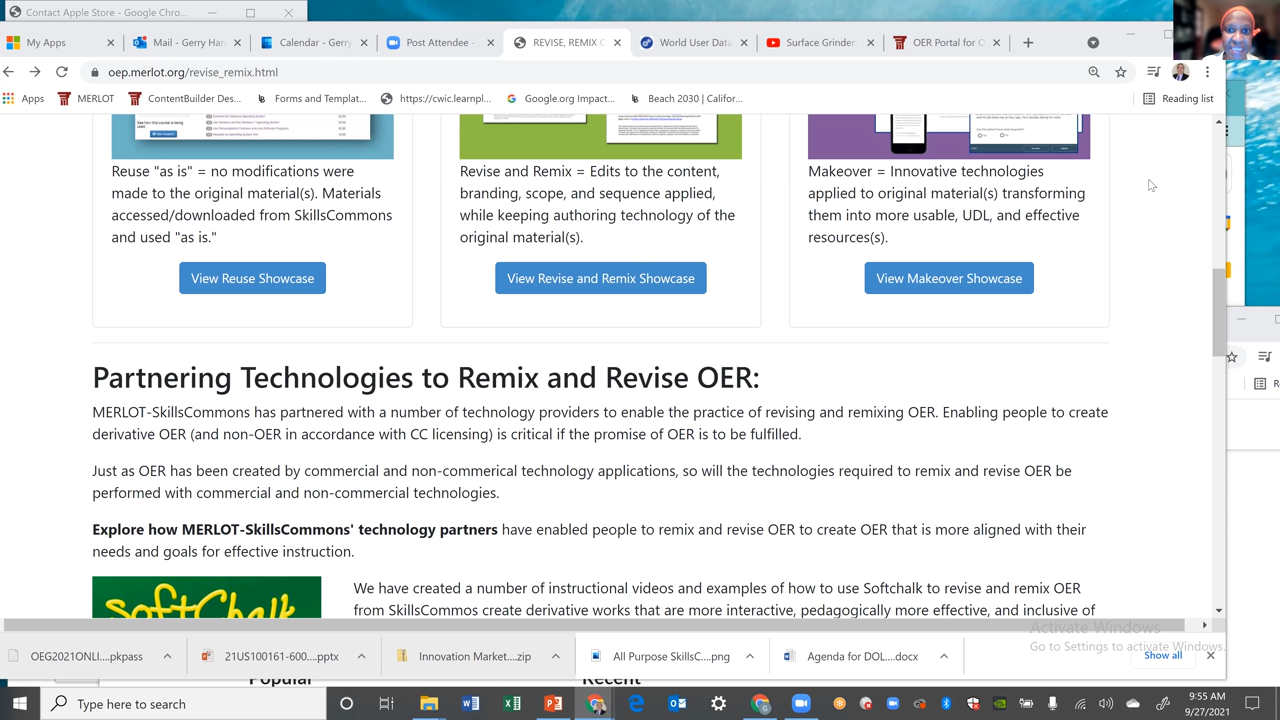 Contact Apple Store - Google Chro...
My Apps
Mail - Gerry Han
Calendar - Gerry
Post Attendee
REVISE, REMIX O
World User Data
Surface Grinder
OER Portal for O
oep.merlot.org/revise_remix.html
Apps
MERLOT
ContentBuilder Des...
Forms and Templat...
https://cwic.learnpl...
Google.org Impact...
Beach 2030 | Califor...
Reading list
Reuse "as is" = no modifications were
made to the original material(s). Materials
accessed/downloaded from SkillsCommons
and used "as is."
View Reuse Showcase
Revise and Remix = Edits to the content,
branding, scope, and sequence applied,
while keeping authoring technology of the
original material(s).
View Revise and Remix Showcase
Makeover = Innovative technologies
applied to original material(s) transforming
them into more usable, UDL, and effective
resources(s).
View Makeover Showcase
Partnering Technologies to Remix and Revise OER:
MERLOT-SkillsCommons has partnered with a number of technology providers to enable the practice of revising and remixing OER. Enabling people to create
derivative OER (and non-OER in accordance with CC licensing) is critical if the promise of OER is to be fulfilled.
Just as OER has been created by commercial and non-commerical technology applications, so will the technologies required to remix and revise OER be
performed with commercial and non-commercial technologies.
Explore how MERLOT-SkillsCommons' technology partners have enabled people to remix and revise OER to create OER that is more aligned with their
needs and goals for effective instruction.
SoftChalk
We have created a number of instructional videos and examples of how to use Softchalk to revise and remix OER
from SkillsCommos create derivative works that are more interactive, pedagogically more effective, and inclusive of
Activate Windows
Go to Settings to activate Windows.
OEG2021ONLI....pkpass
21US100161-600....pptx
All Purpose SkillsC....png
Agenda for DOL....docx
Show all
Popular
Recent
Type here to search
9:55 AM
9/27/2021